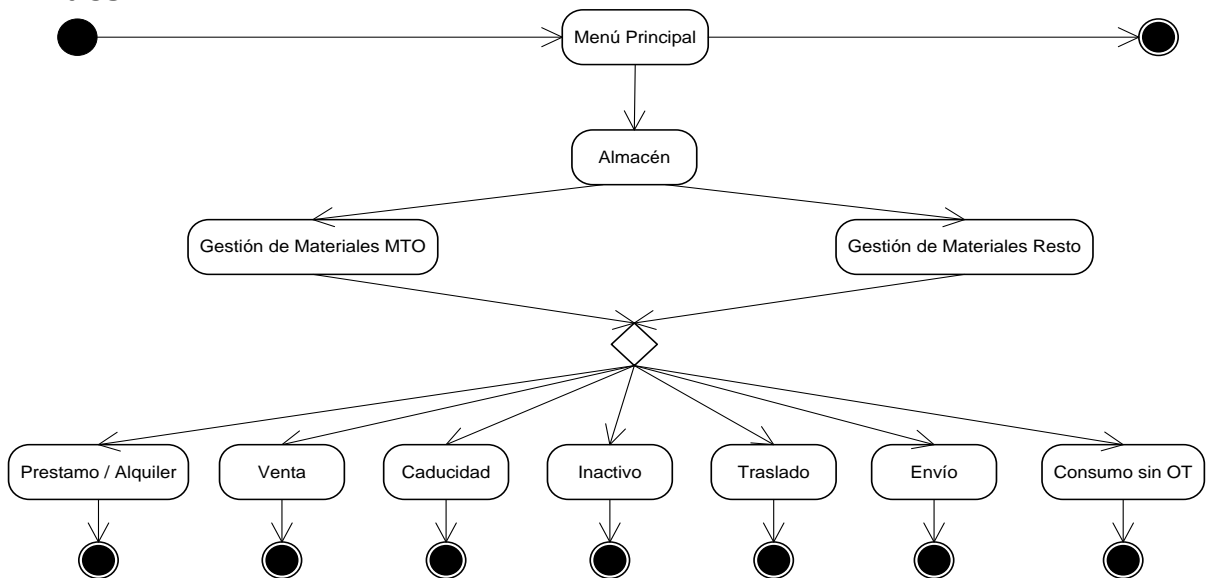 Menú Principal
Almacén
Gestión de Materiales MTO
Gestión de Materiales Resto
Prestamo / Alquiler
Venta
Caducidad
Inactivo
Traslado
Envío
Consumo sin OT